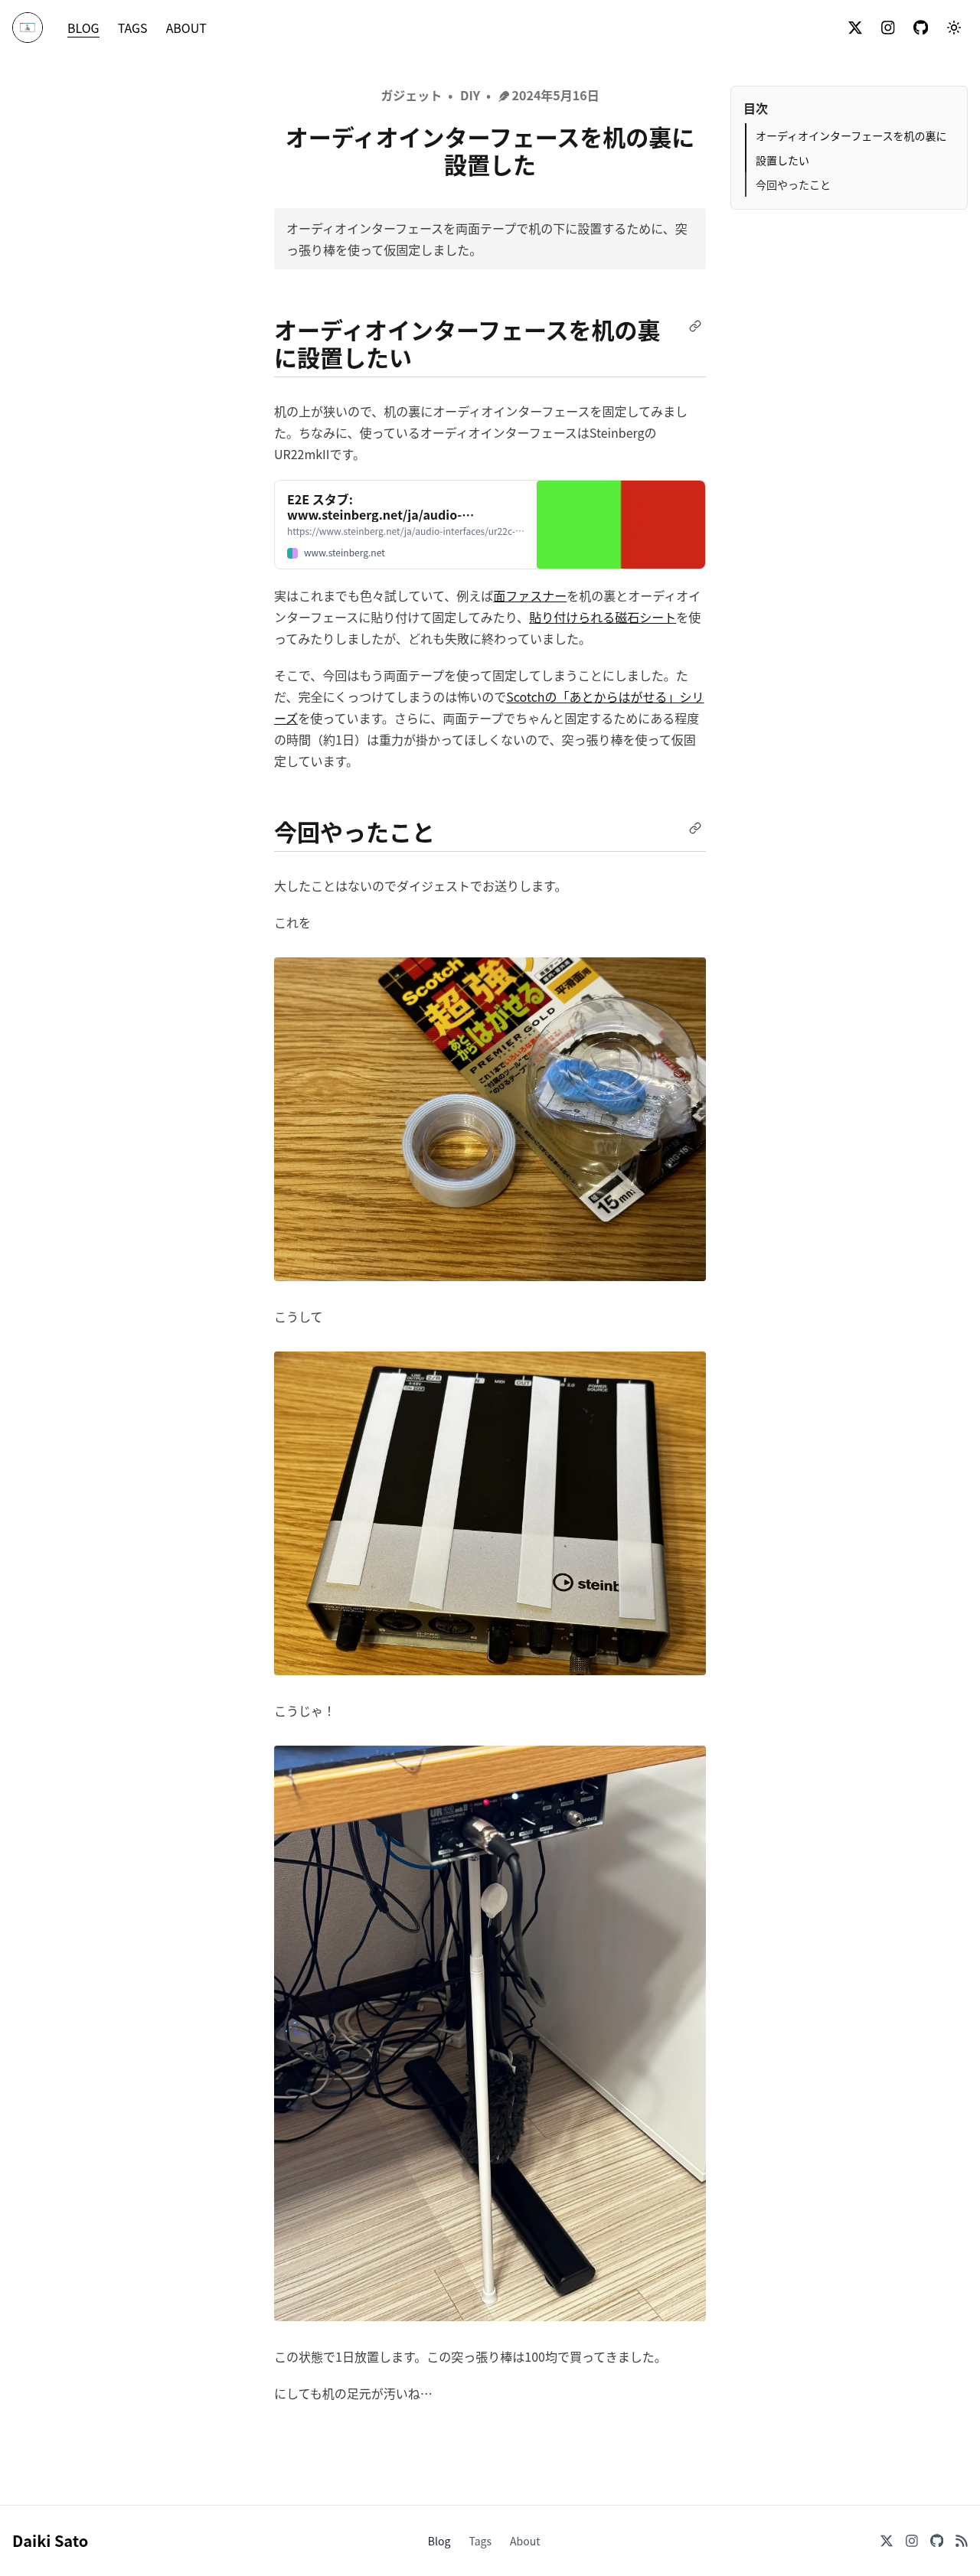 BLOG TAGS ABOUT
ガジェット • DIY • 2024年5月16日
オーディオインターフェースを机の裏に
設置した
目次
オーディオインターフェースを机の裏に
設置したい
今回やったこと
オーディオインターフェースを両面テープで机の下に設置するために、突
っ張り棒を使って仮固定しました。
オーディオインターフェースを机の裏
に設置したい
机の上が狭いので、机の裏にオーディオインターフェースを固定してみまし
た。ちなみに、使っているオーディオインターフェースはSteinbergの
UR22mkIIです。
E2E スタブ:
www.steinberg.net/ja/audio-…
https://www.steinberg.net/ja/audio-interfaces/ur22c-…
www.steinberg.net
実はこれまでも色々試していて、例えば面ファスナーを机の裏とオーディオイ
ンターフェースに貼り付けて固定してみたり、貼り付けられる磁石シートを使
ってみたりしましたが、どれも失敗に終わっていました。
そこで、今回はもう両面テープを使って固定してしまうことにしました。た
だ、完全にくっつけてしまうのは怖いのでScotchの「あとからはがせる」シリ
ーズを使っています。さらに、両面テープでちゃんと固定するためにある程度
の時間（約1日）は重力が掛かってほしくないので、突っ張り棒を使って仮固
定しています。
今回やったこと
大したことはないのでダイジェストでお送りします。
これを
Scotch
超強
あと
から
はがせる
平滑面用
PREMIER GOLD
15 mm
こうして
MIDI
OUT
POWER
SOURCE
steinb
こうじゃ！
UR22 mkII
この状態で1日放置します。この突っ張り棒は100均で買ってきました。
にしても机の足元が汚いね…
Daiki Sato
Blog Tags About